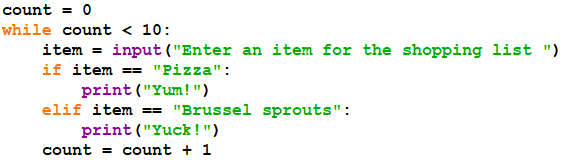 count = 0
while count < 10:
    item = input("Enter an item for the shopping list ")
    if item == "Pizza":
        print("Yum!")
    elif item == "Brussel sprouts":
        print("Yuck!")
    count = count + 1